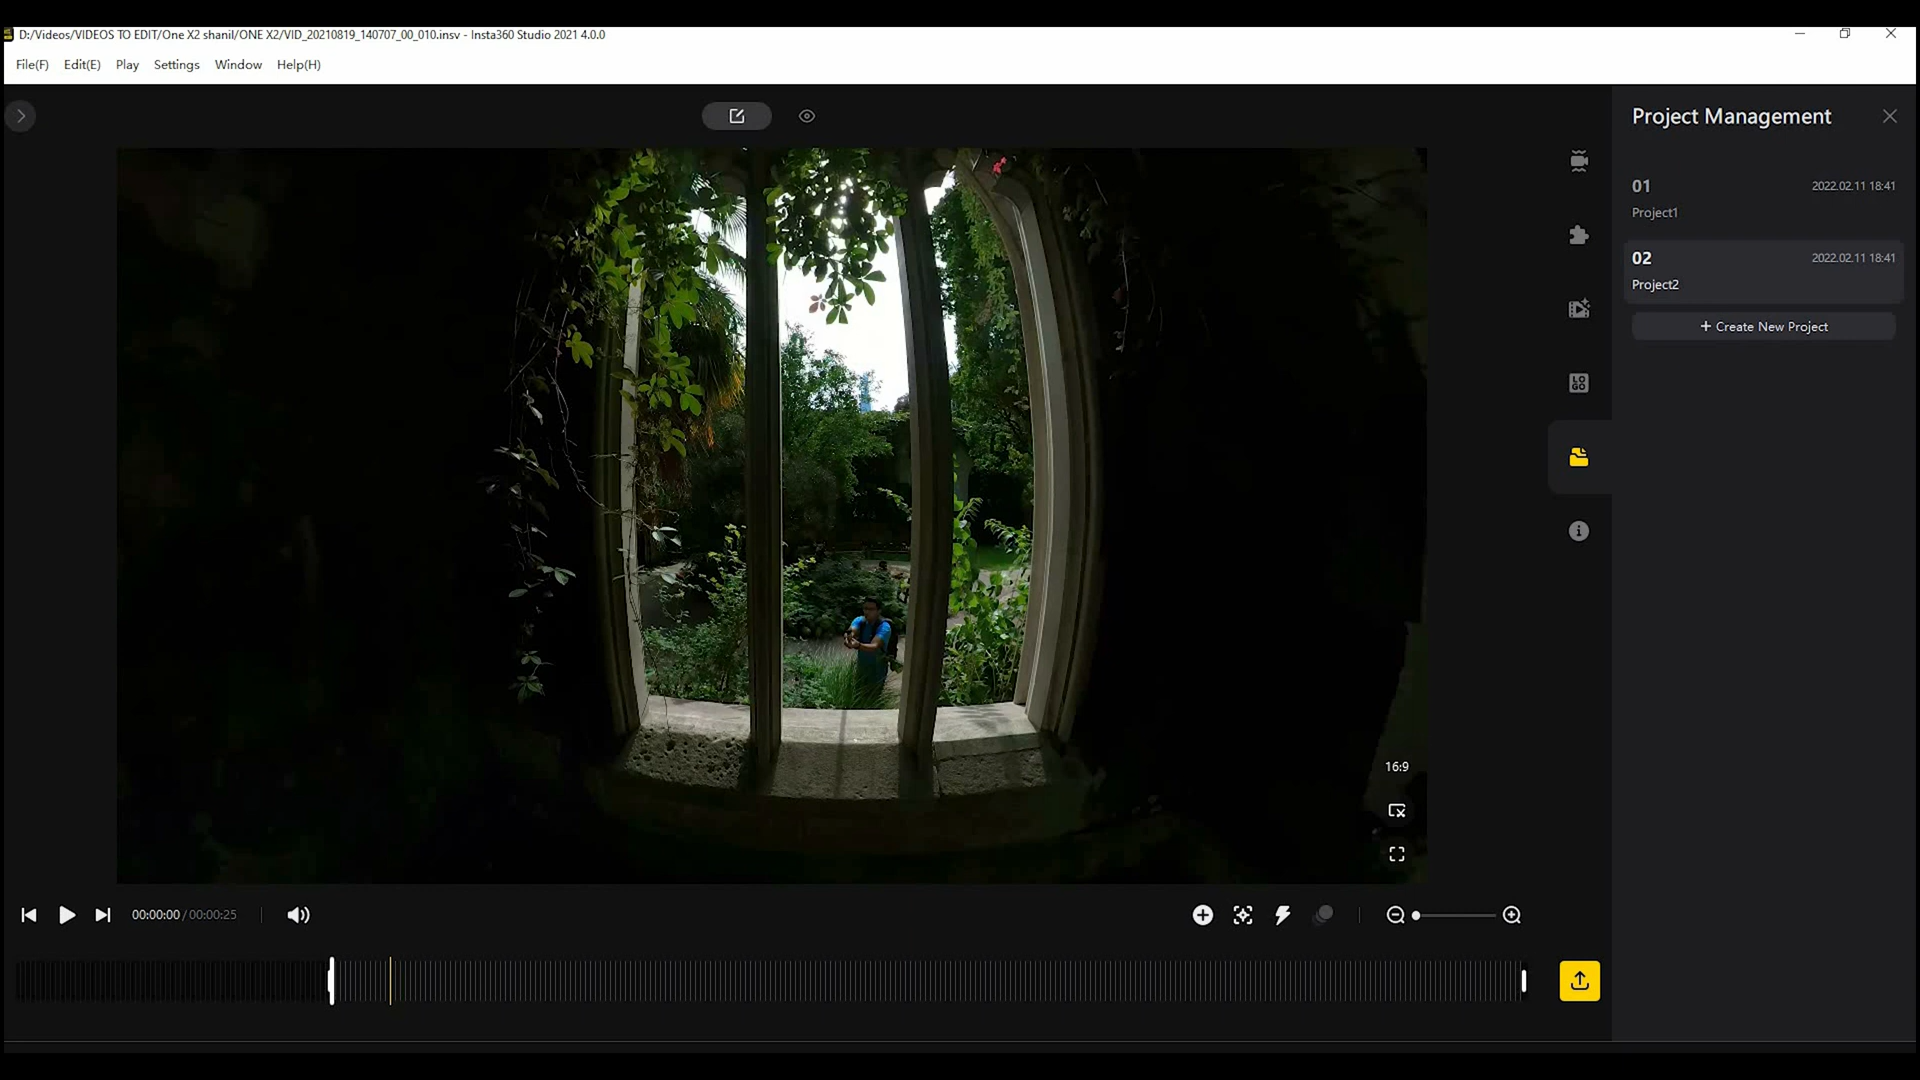 D:/Videos/VIDEOS TO EDIT/One X2 shanil/ONE X2/VID_20210819_140707_00_010.insv - Insta360 Studio 2021 4.0.0
File(F) Edit(E) Play Settings Window Help(H)
Project Management
01 2022.02.11 18:41
Project1
02 2022.02.11 18:41
Project2
+ Create New Project
LOGO
16:9
00:00:00 / 00:00:25